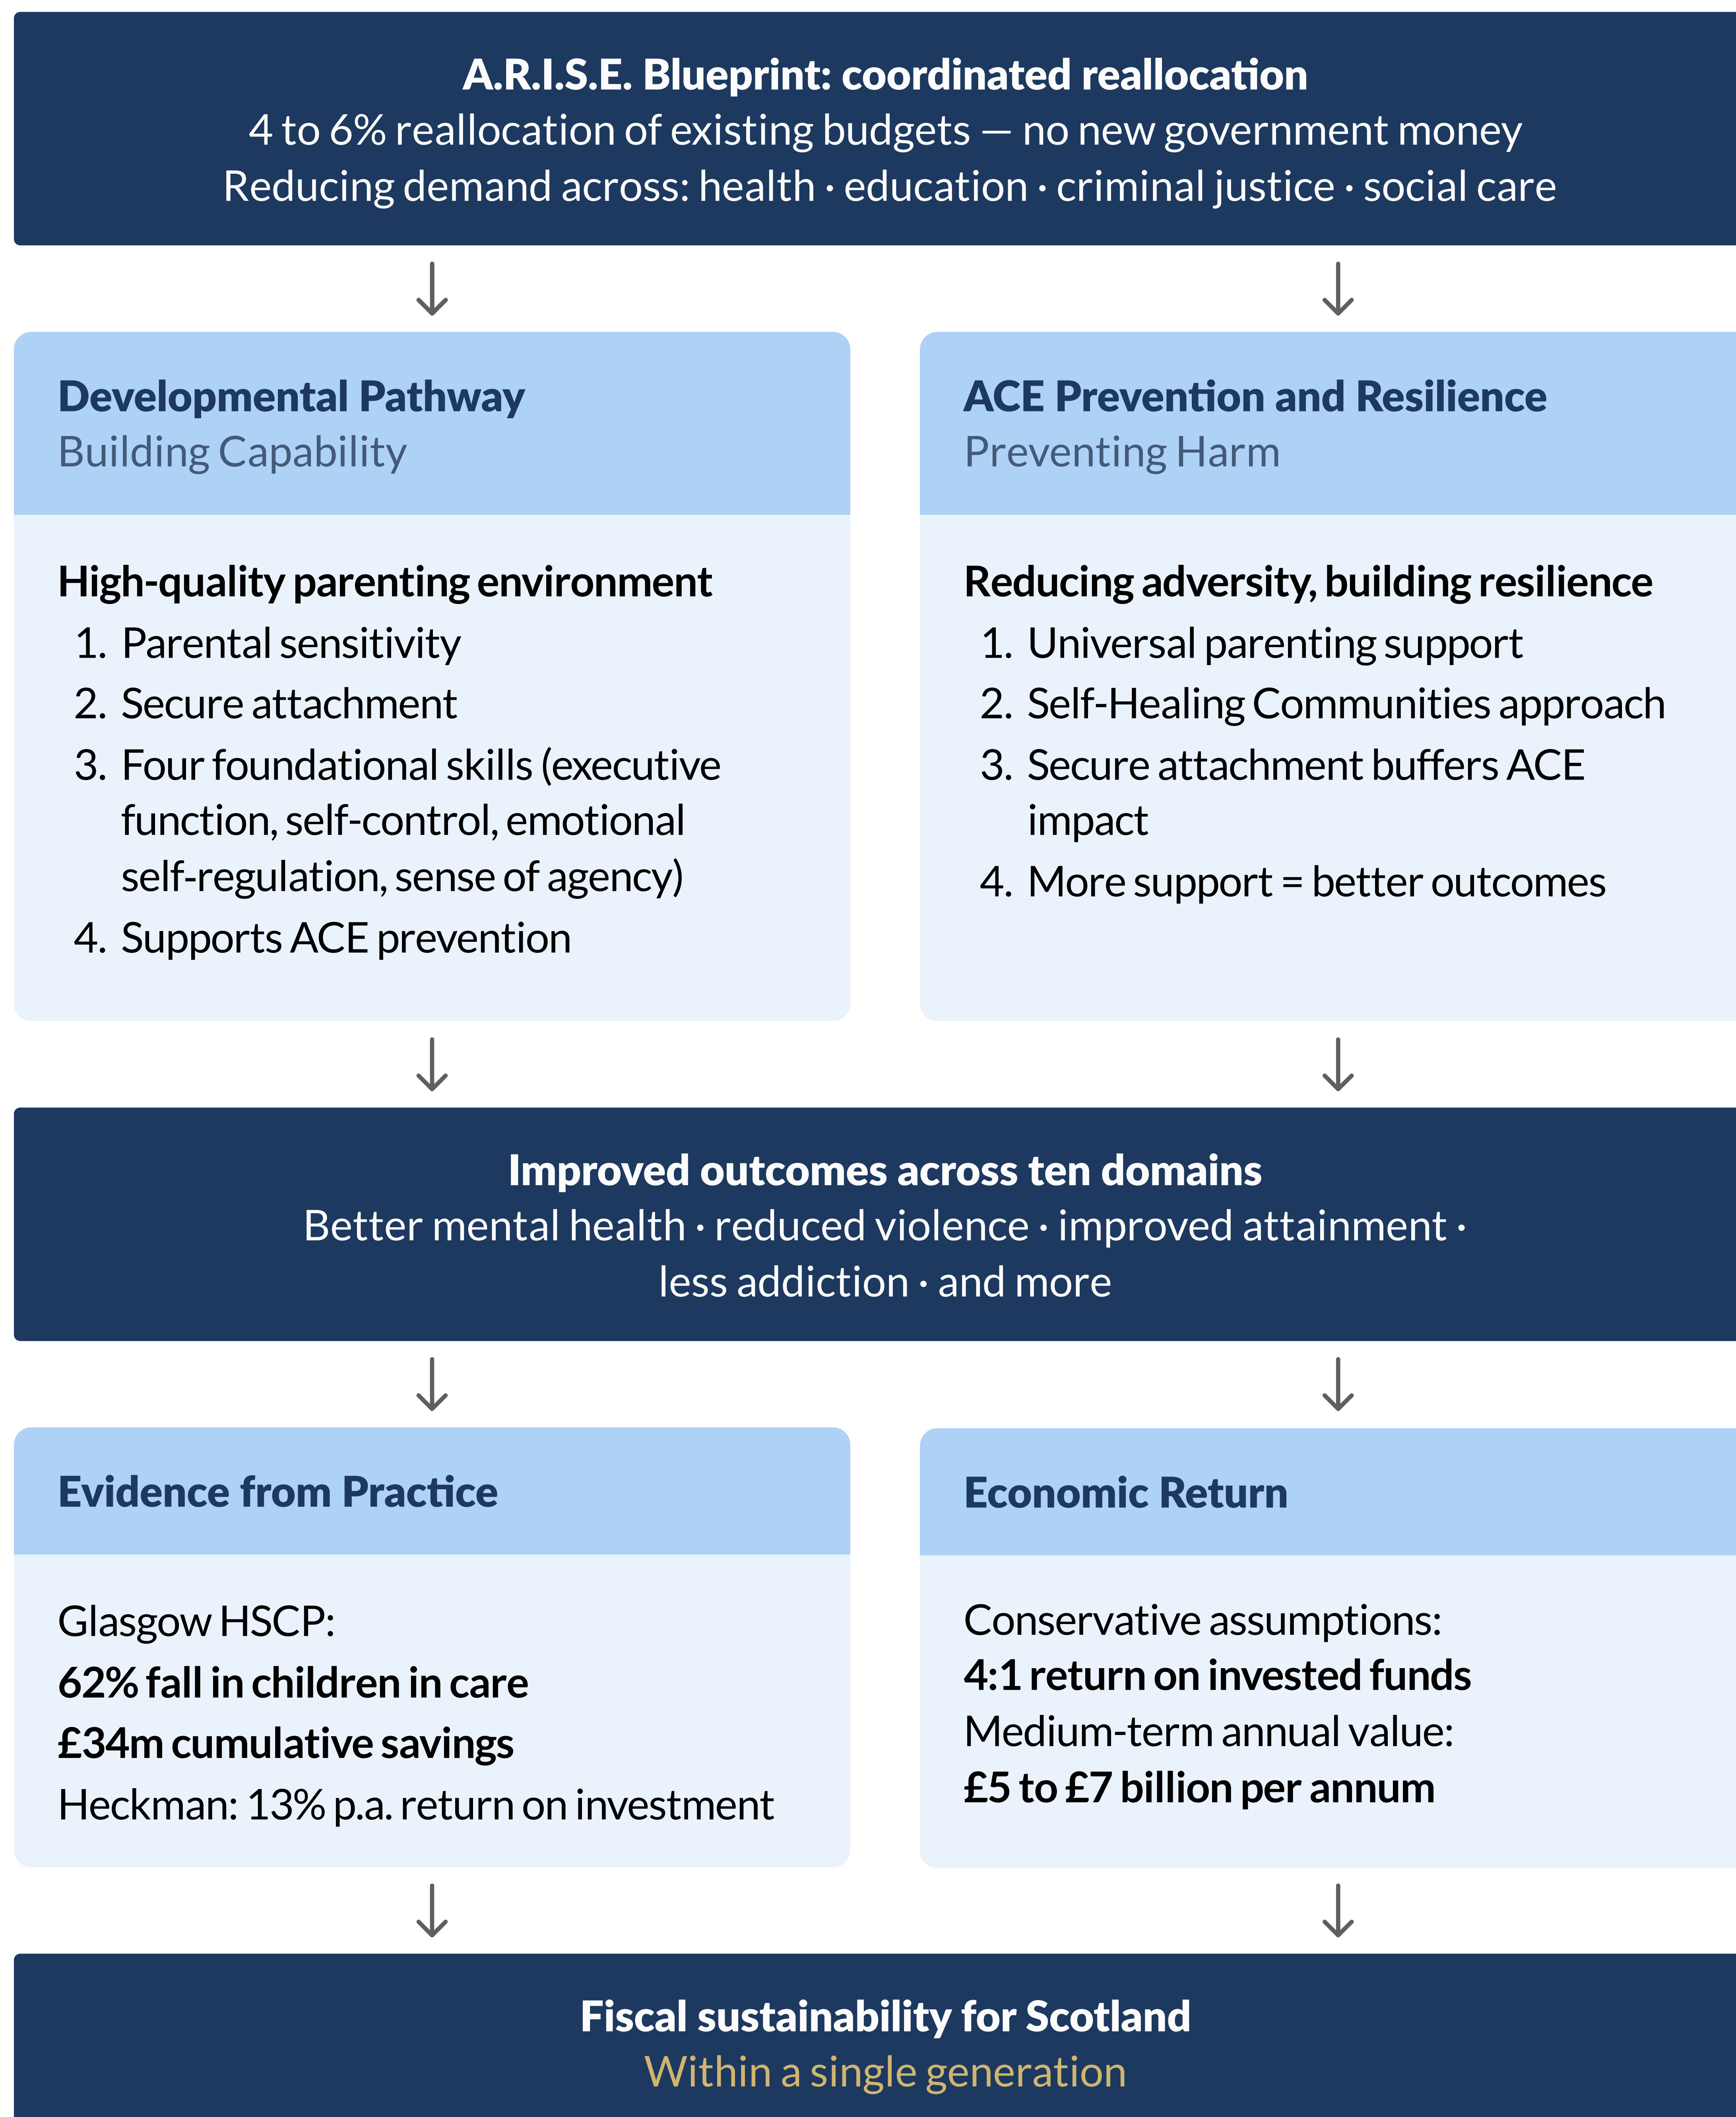 A.R.I.S.E. Blueprint: coordinated reallocation
4 to 6% reallocation of existing budgets — no new government money
Reducing demand across: health · education · criminal justice · social care
Developmental Pathway
Building Capability
High-quality parenting environment
1. Parental sensitivity
2. Secure attachment
3. Four foundational skills (executive
function, self-control, emotional
self-regulation, sense of agency)
4. Supports ACE prevention
ACE Prevention and Resilience
Preventing Harm
Reducing adversity, building resilience
1. Universal parenting support
2. Self-Healing Communities approach
3. Secure attachment buffers ACE
impact
4. More support = better outcomes
Improved outcomes across ten domains
Better mental health · reduced violence · improved attainment ·
less addiction · and more
Evidence from Practice
Glasgow HSCP:
62% fall in children in care
£34m cumulative savings
Heckman: 13% p.a. return on investment
Economic Return
Conservative assumptions:
4:1 return on invested funds
Medium-term annual value:
£5 to £7 billion per annum
Fiscal sustainability for Scotland
Within a single generation